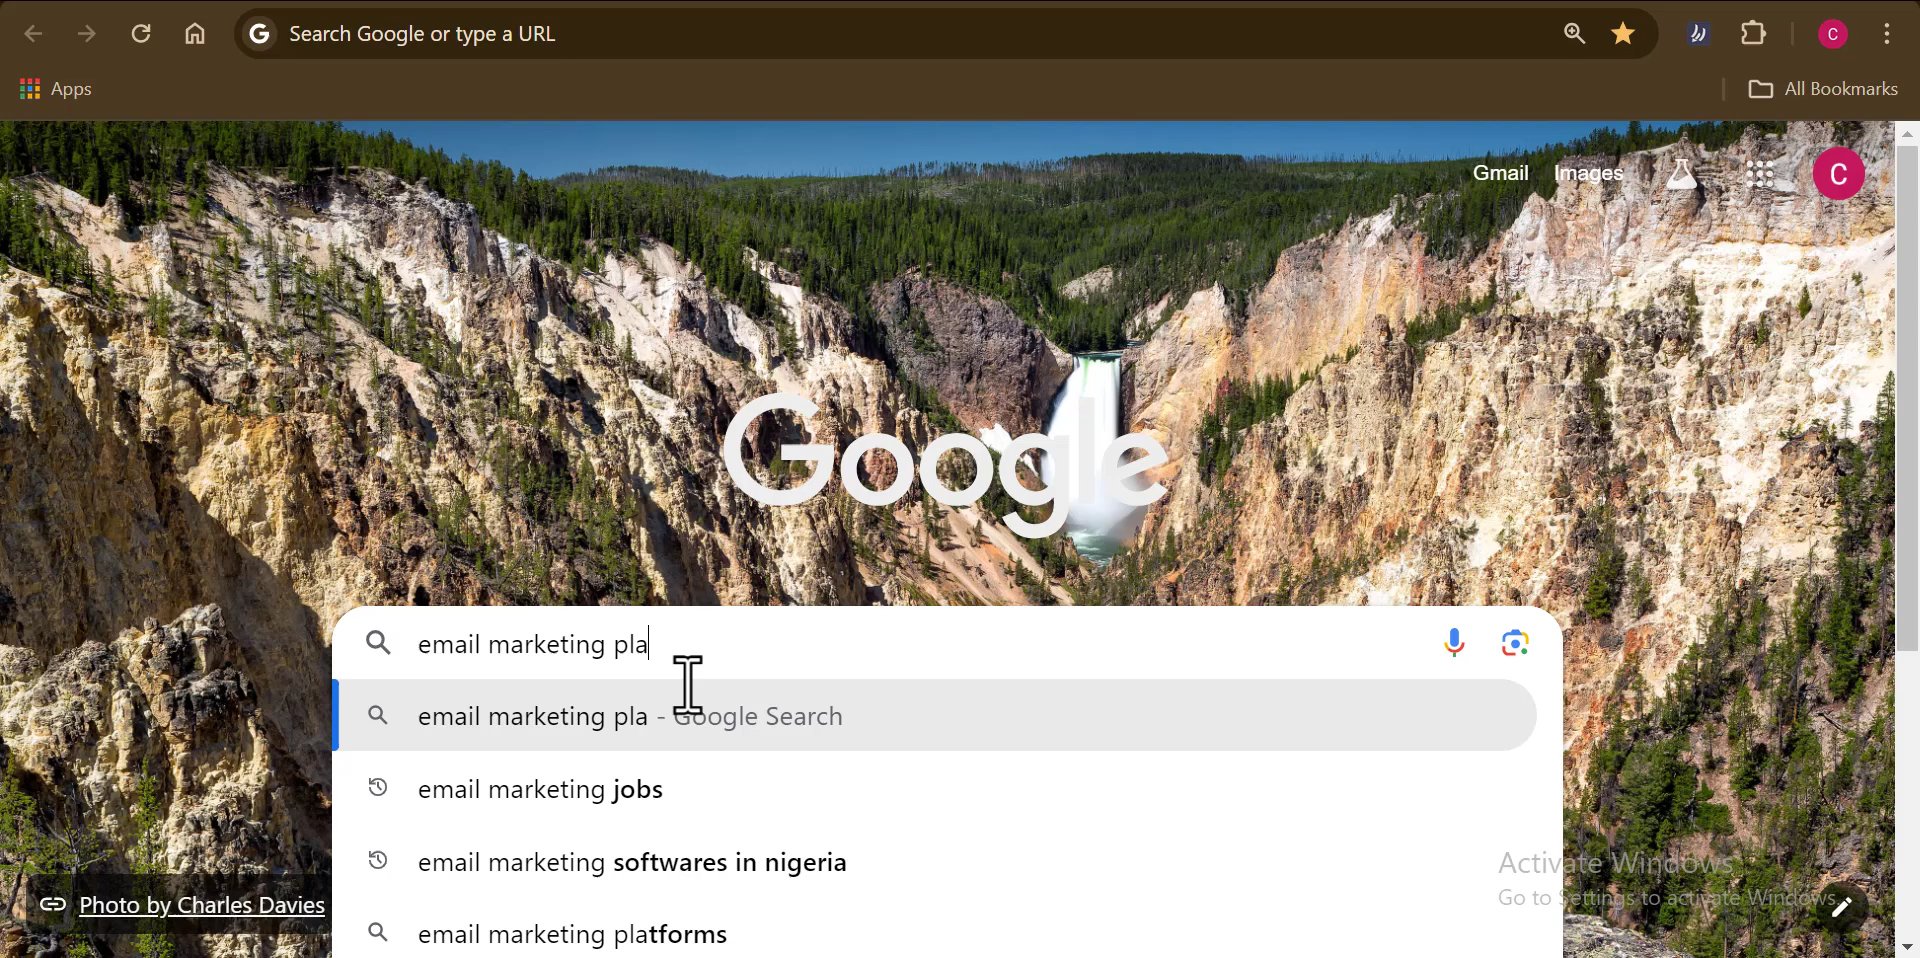 Search Google or type a URL
C
Apps
All Bookmarks
Gmail Images
C
Google
email marketing pla
email marketing pla - Google Search
email marketing jobs
email marketing softwares in nigeria
email marketing platforms
Activate Windows
Go to Settings to activate Windows.
Photo by Charles Davies